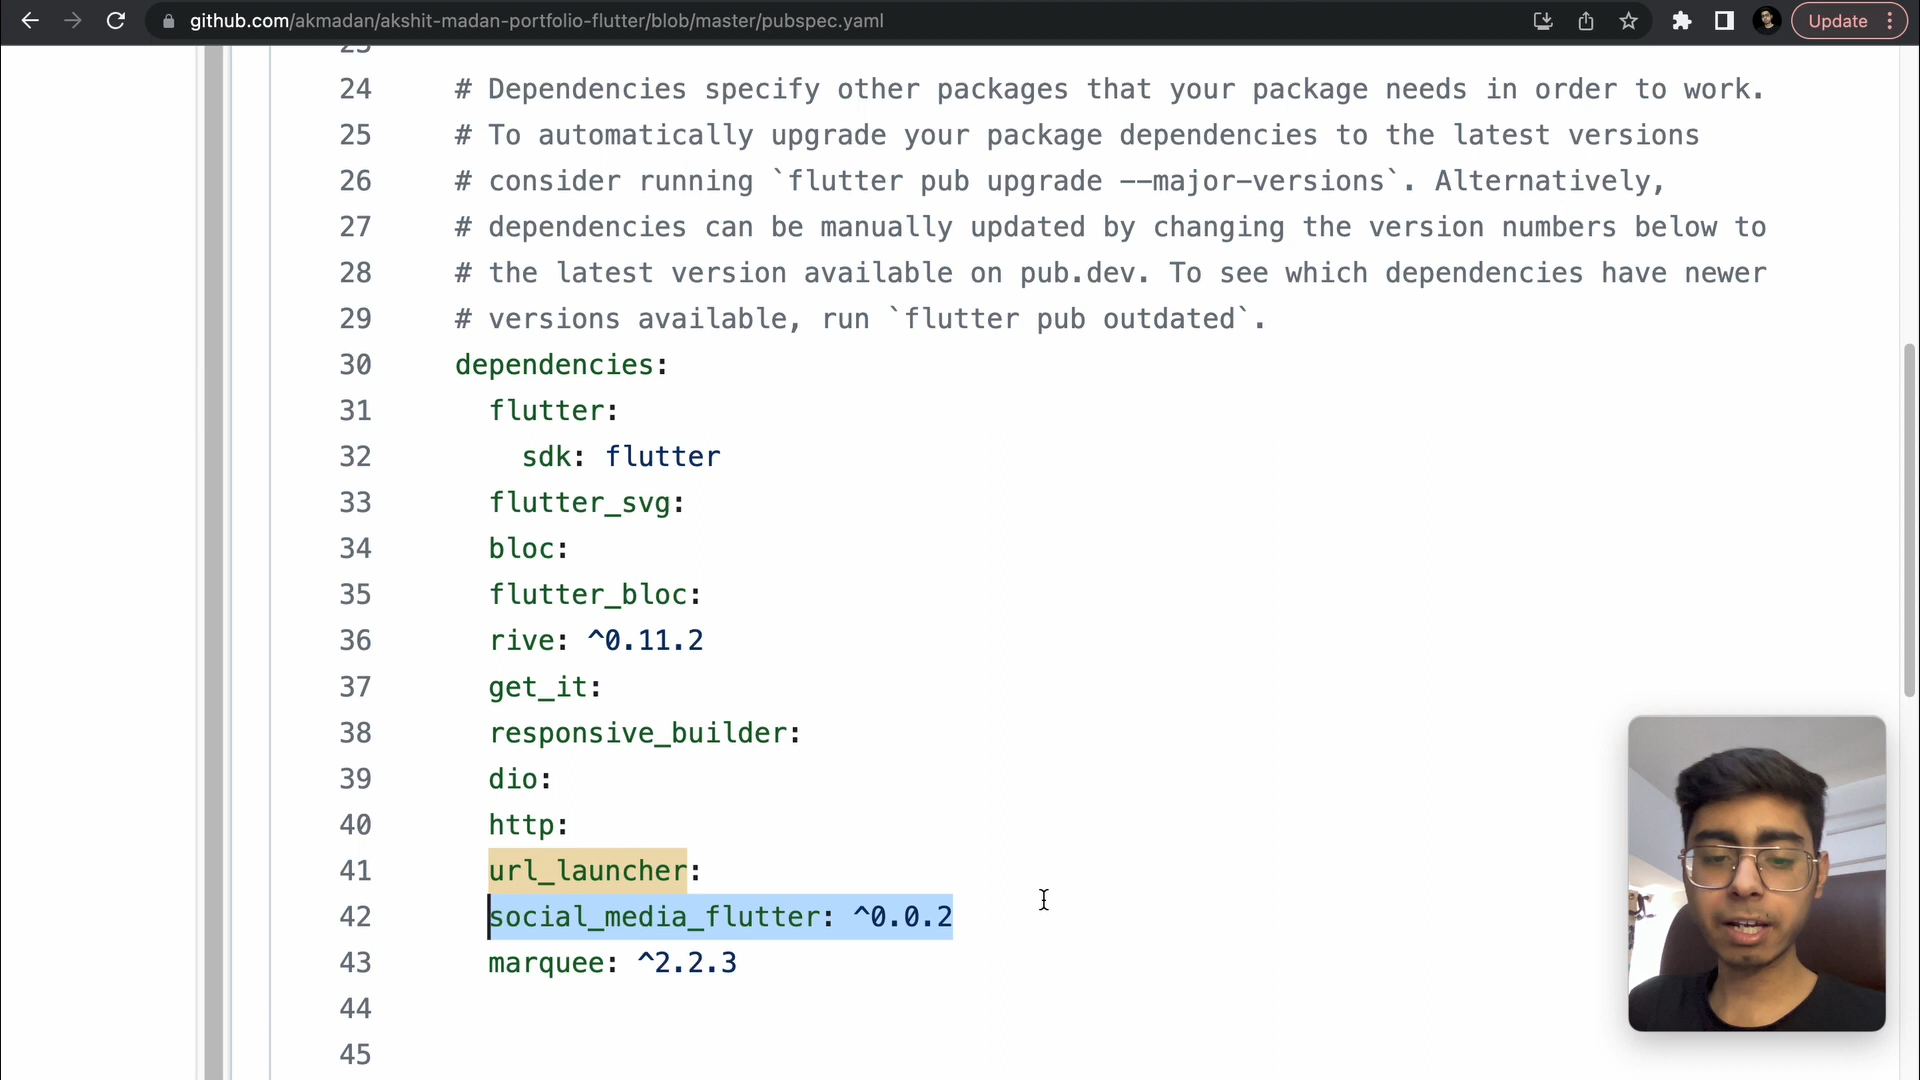 github.com/akmadan/akshit-madan-portfolio-flutter/blob/master/pubspec.yaml
Update
23
24 # Dependencies specify other packages that your package needs in order to work.
25 # To automatically upgrade your package dependencies to the latest versions
26 # consider running `flutter pub upgrade --major-versions`. Alternatively,
27 # dependencies can be manually updated by changing the version numbers below to
28 # the latest version available on pub.dev. To see which dependencies have newer
29 # versions available, run `flutter pub outdated`.
30 dependencies:
31 flutter:
32 sdk: flutter
33 flutter_svg:
34 bloc:
35 flutter_bloc:
36 rive: ^0.11.2
37 get_it:
38 responsive_builder:
39 dio:
40 http:
41 url_launcher:
42 social_media_flutter: ^0.0.2
43 marquee: ^2.2.3
44
45